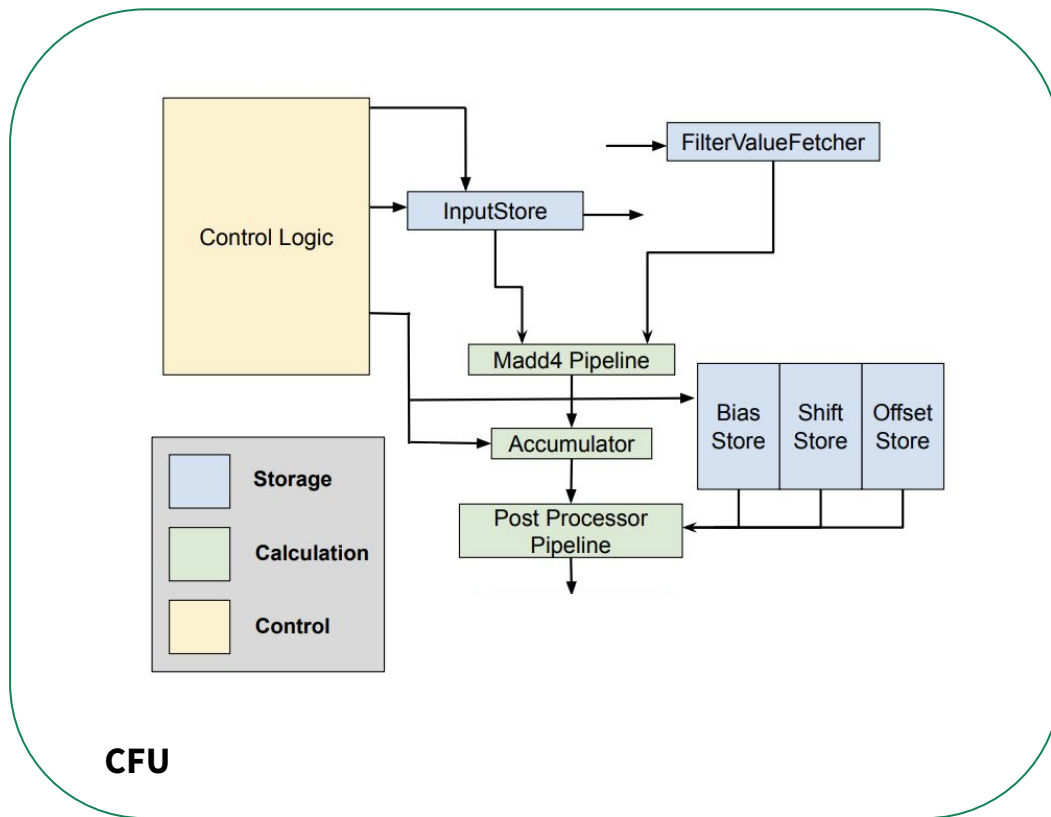 FilterValueFetcher
InputStore
Control Logic
Madd4 Pipeline
Bias
Store
Shift
Store
Offset
Store
Accumulator
Post Processor
Pipeline
Storage
Calculation
Control
CFU